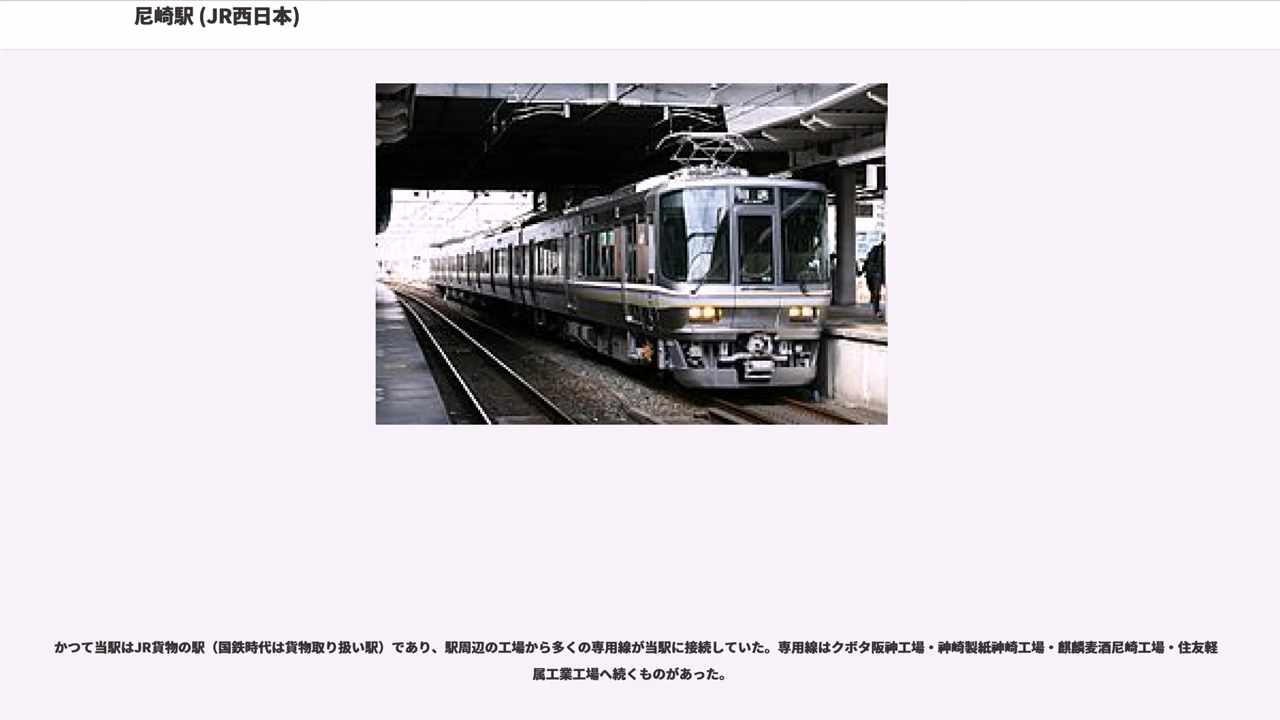 尼崎駅 (JR西日本)
かつて当駅はJR貨物の駅（国鉄時代は貨物取り扱い駅）であり、駅周辺の工場から多くの専用線が当駅に接続していた。専用線はクボタ阪神工場・神崎製紙神崎工場・麒麟麦酒尼崎工場・住友軽
属工業工場へ続くものがあった。